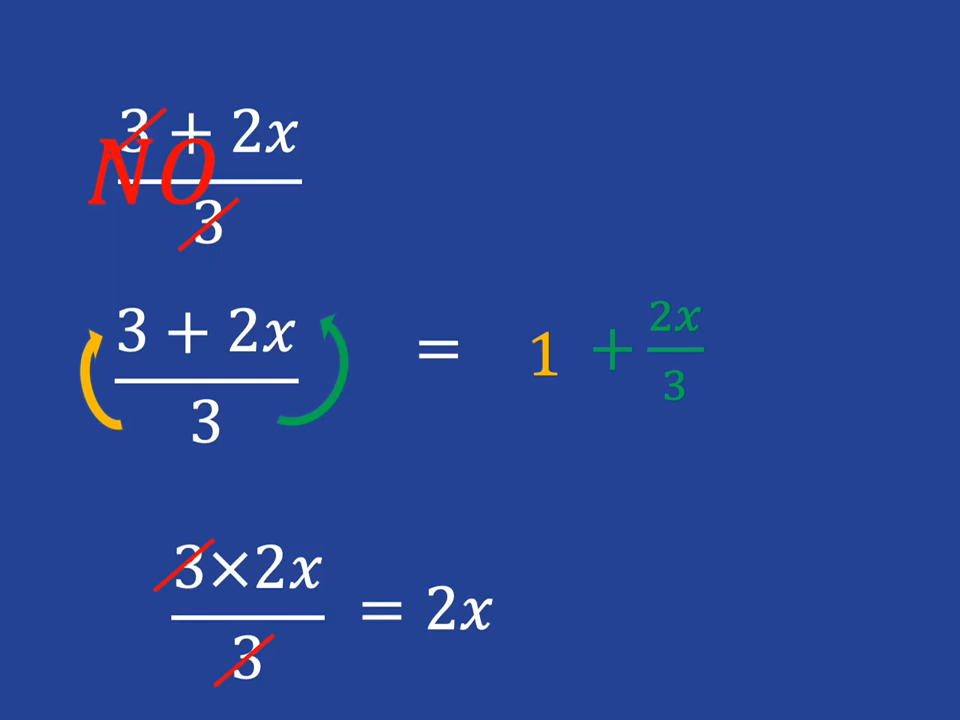 3 + 2x
NO
3
3 + 2x
3
= 1 + 2x/3
3×2x
3
= 2x